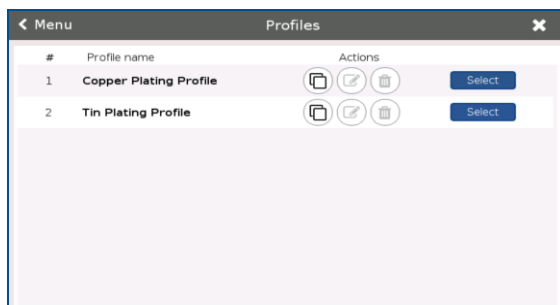 Menu Profiles
# Profile name Actions
1 Copper Plating Profile Select
2 Tin Plating Profile Select